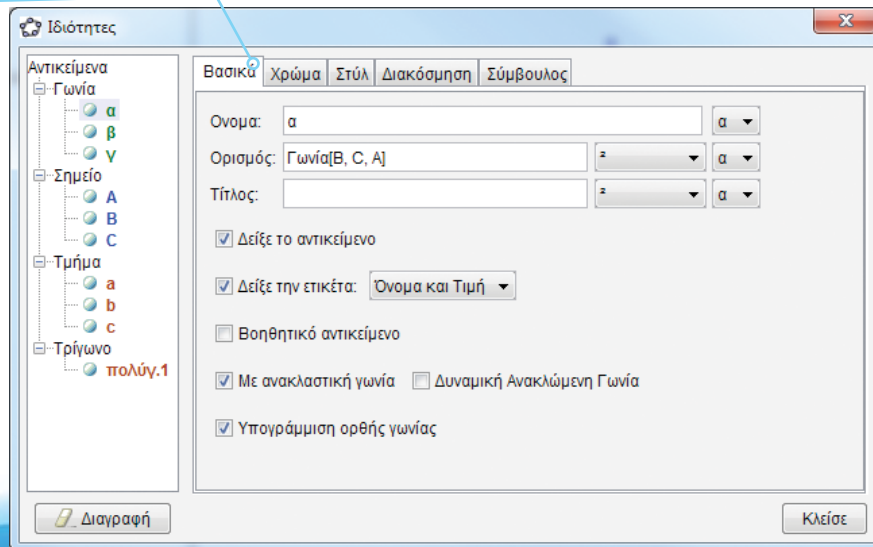 Ιδιότητες
Αντικείμενα
Γωνία
α
β
γ
Σημείο
A
B
C
Τμήμα
a
b
c
Τρίγωνο
πολύγ.1
Βασικά Χρώμα Στύλ Διακόσμηση Σύμβουλος
Ονομα: α α
Ορισμός: Γωνία[B, C, A] ² α
Τίτλος: ² α
Δείξε το αντικείμενο
Δείξε την ετικέτα: Όνομα και Τιμή
Βοηθητικό αντικείμενο
Με ανακλαστική γωνία Δυναμική Ανακλώμενη Γωνία
Υπογράμμιση ορθής γωνίας
Διαγραφή Κλείσε